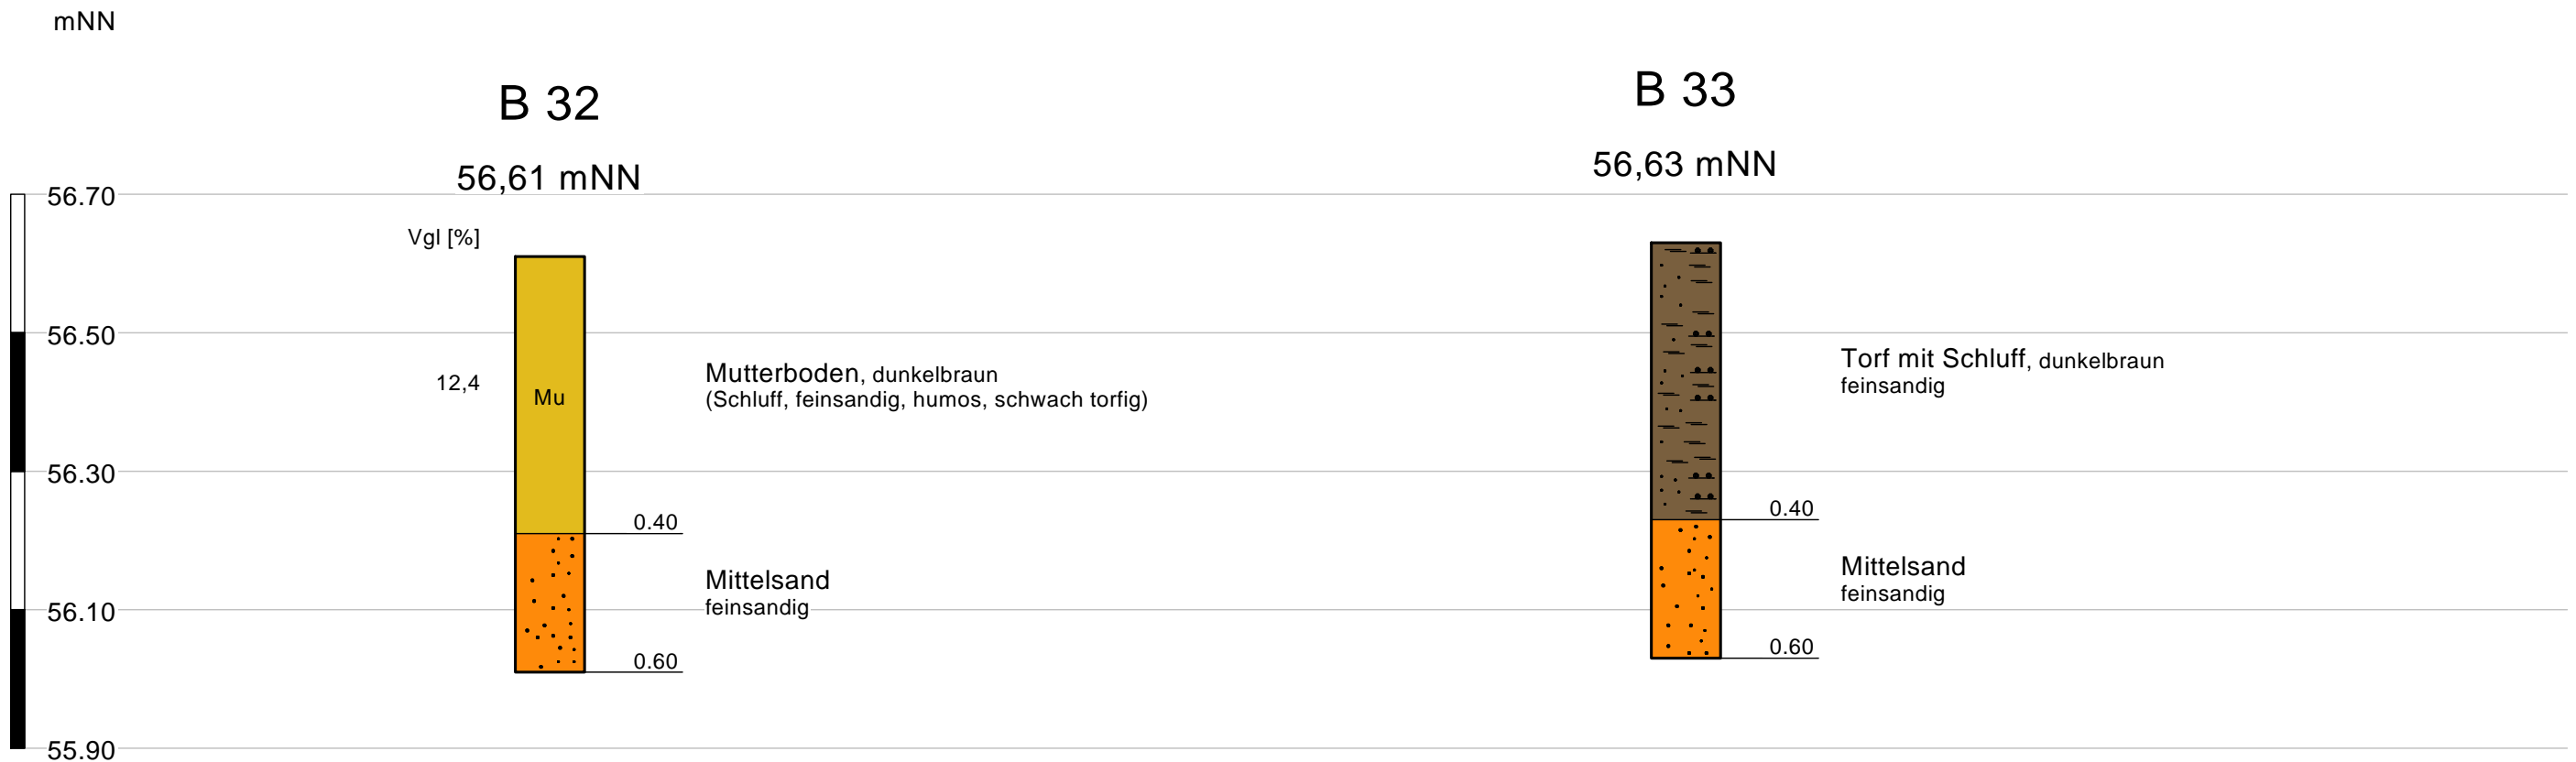 mNN
B 32
56,61 mNN
B 33
56,63 mNN
56.70
Vgl [%]
56.50
12,4
Mu
Mutterboden, dunkelbraun
(Schluff, feinsandig, humos, schwach torfig)
Torf mit Schluff, dunkelbraun
feinsandig
56.30
0.40
0.40
Mittelsand
feinsandig
Mittelsand
feinsandig
56.10
0.60
0.60
55.90